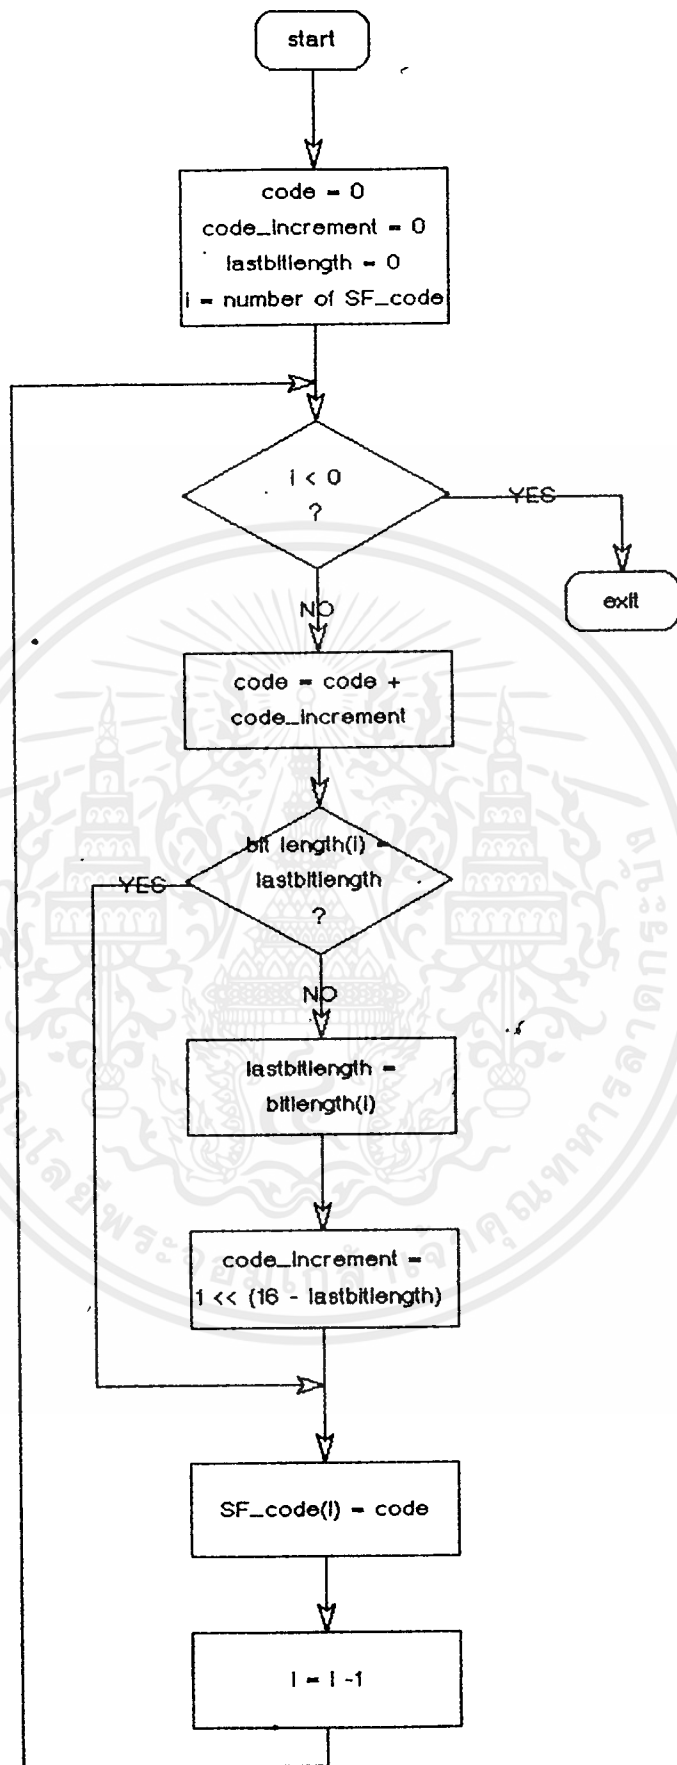 start
code = 0
code_increment = 0
lastbitlength = 0
i = number of SF_code
i < 0
?
YES
exit
NO
code = code +
code_increment
bit length(i) =
lastbitlength
?
YES
NO
lastbitlength =
bitlength(i)
code_increment =
1 << (16 - lastbitlength)
SF_code(i) = code
i = i -1